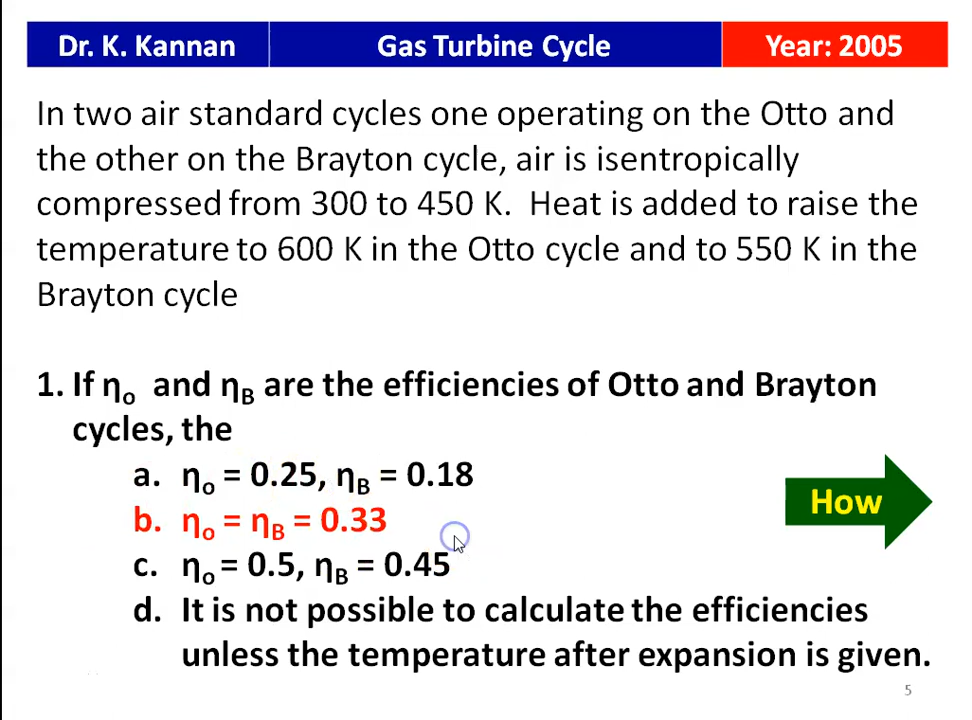 Dr. K. Kannan Gas Turbine Cycle Year: 2005
In two air standard cycles one operating on the Otto and
the other on the Brayton cycle, air is isentropically
compressed from 300 to 450 K. Heat is added to raise the
temperature to 600 K in the Otto cycle and to 550 K in the
Brayton cycle
1. If ηo and ηB are the efficiencies of Otto and Brayton
cycles, the
a. ηo = 0.25, ηB = 0.18
b. ηo = ηB = 0.33
How
c. ηo = 0.5, ηB = 0.45
d. It is not possible to calculate the efficiencies
unless the temperature after expansion is given.
5